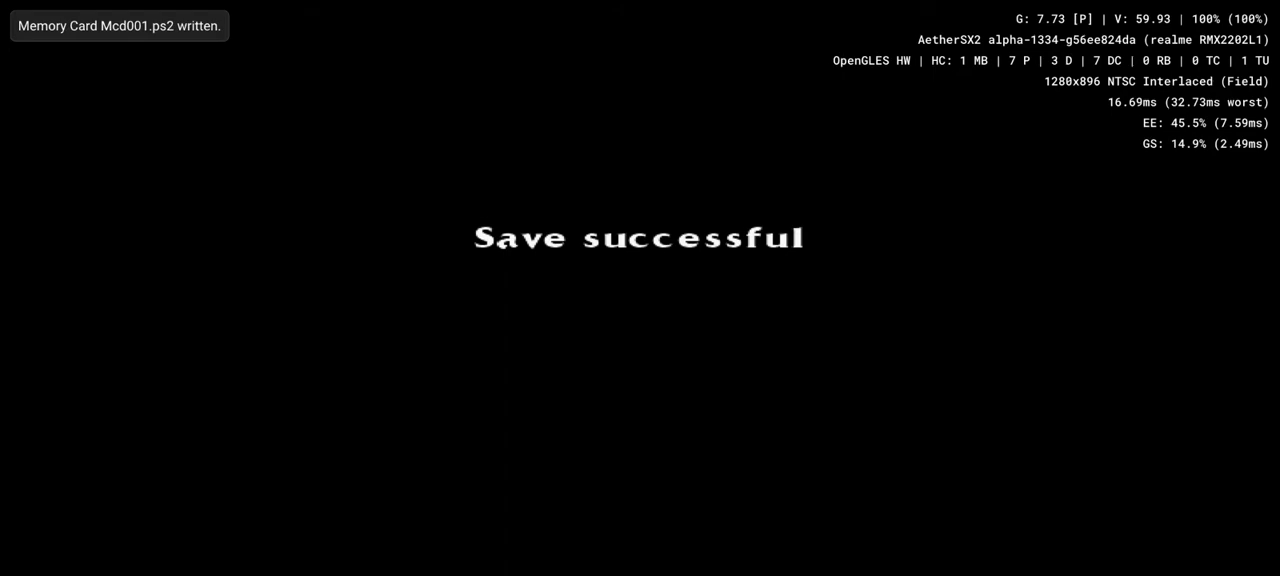 Memory Card Mcd001.ps2 written.
G: 7.73 [P] | V: 59.93 | 100% (100%)
AetherSX2 alpha-1334-g56ee824da (realme RMX2202L1)
OpenGLES HW | HC: 1 MB | 7 P | 3 D | 7 DC | 0 RB | 0 TC | 1 TU
1280x896 NTSC Interlaced (Field)
16.69ms (32.73ms worst)
EE: 45.5% (7.59ms)
GS: 14.9% (2.49ms)
Save successful